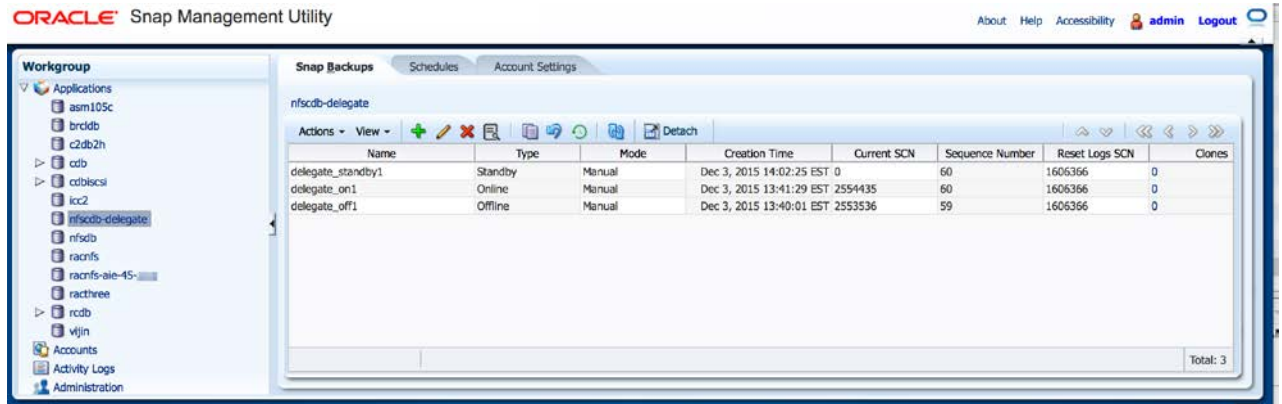 ORACLE Snap Management Utility
About Help Accessibility admin Logout
Workgroup
Applications
asm105c
brcldb
c2db2h
cdb
cdbiscsi
icc2
nfscdb-delegate
nfsdb
racnfs
racnfs-aie-45-
racthree
rcdb
vijin
Accounts
Activity Logs
Administration
Snap Backups Schedules Account Settings
nfscdb-delegate
Actions View Detach
Name Type Mode Creation Time Current SCN Sequence Number Reset Logs SCN Clones
delegate_standby1 Standby Manual Dec 3, 2015 14:02:25 EST 0 60 1606366 0
delegate_on1 Online Manual Dec 3, 2015 13:41:29 EST 2554435 60 1606366 0
delegate_off1 Offline Manual Dec 3, 2015 13:40:01 EST 2553536 59 1606366 0
Total: 3